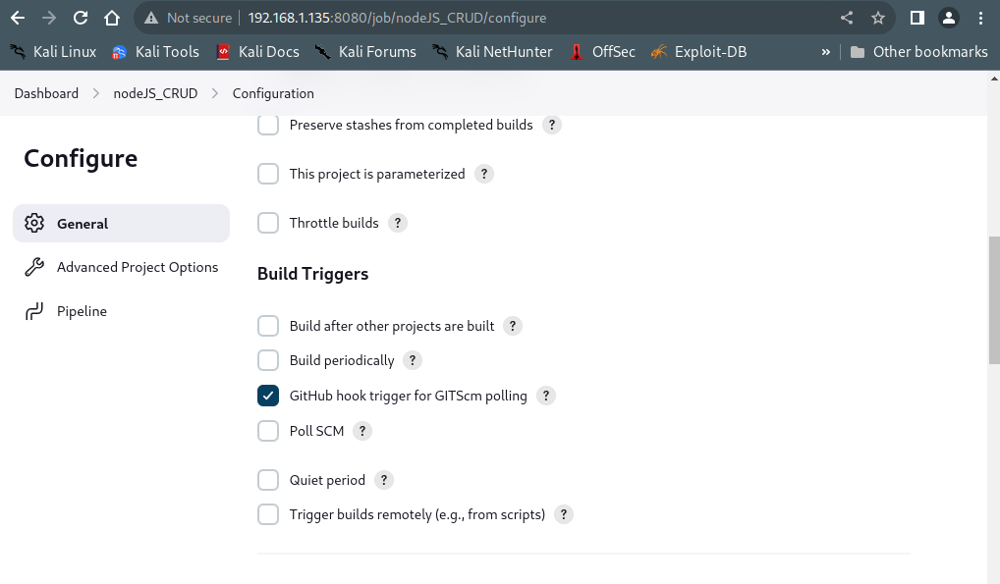 Not secure 192.168.1.135:8080/job/nodeJS_CRUD/configure
Kali Linux Kali Tools Kali Docs Kali Forums Kali NetHunter OffSec Exploit-DB » Other bookmarks
Dashboard > nodeJS_CRUD > Configuration
Configure
General
Advanced Project Options
Pipeline
Preserve stashes from completed builds ?
This project is parameterized ?
Throttle builds ?
Build Triggers
Build after other projects are built ?
Build periodically ?
GitHub hook trigger for GITScm polling ?
Poll SCM ?
Quiet period ?
Trigger builds remotely (e.g., from scripts) ?